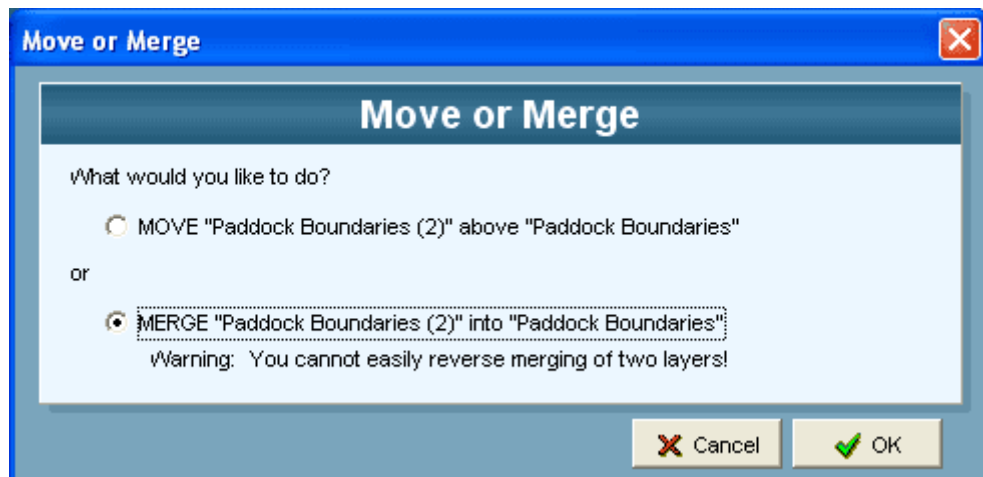 Move or Merge
Move or Merge
What would you like to do?
MOVE "Paddock Boundaries (2)" above "Paddock Boundaries"
or
MERGE "Paddock Boundaries (2)" into "Paddock Boundaries"
Warning: You cannot easily reverse merging of two layers!
Cancel OK